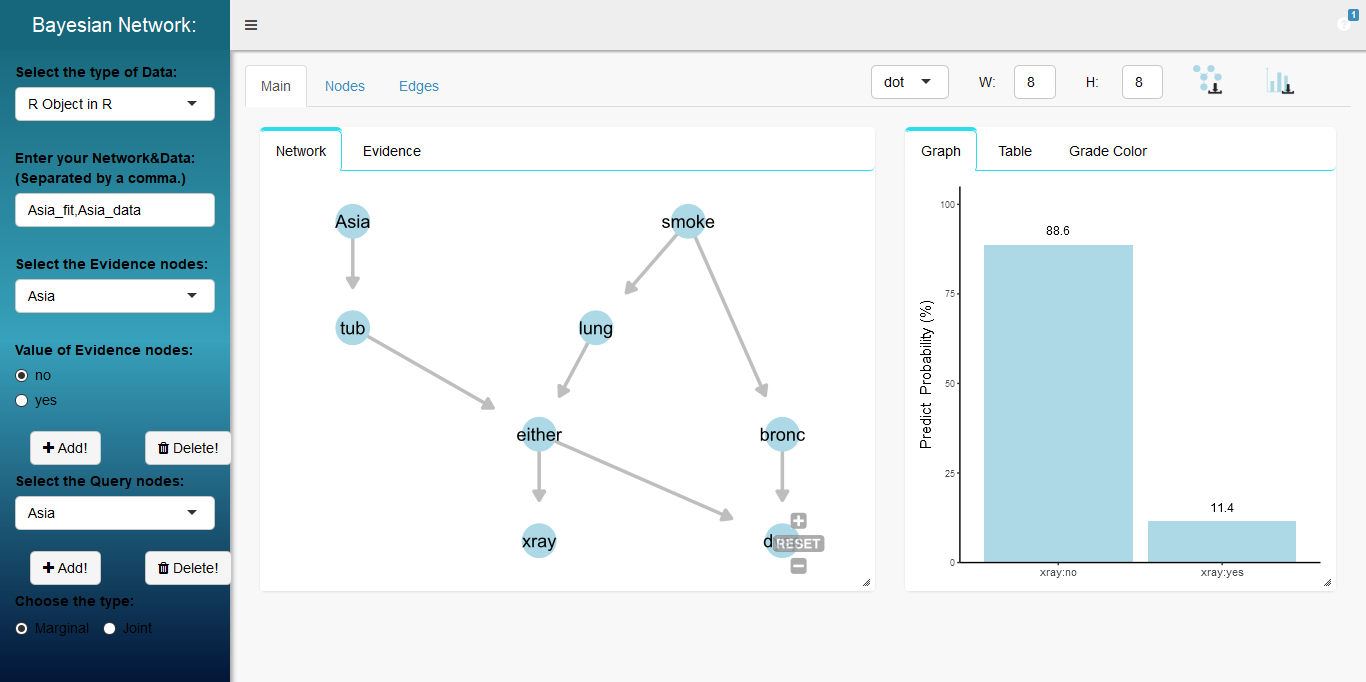 Bayesian Network:
1
Select the type of Data:
R Object in R
Enter your Network&Data:
(Separated by a comma.)
Asia_fit,Asia_data
Select the Evidence nodes:
Asia
Value of Evidence nodes:
no
yes
Add! Delete!
Select the Query nodes:
Asia
Add! Delete!
Choose the type:
Marginal Joint
Main Nodes Edges
dot W: 8 H: 8
Network Evidence
Asia smoke
tub lung
either bronc
xray
RESET
Graph Table Grade Color
Predict Probability (%)
100
75
50
25
0
88.6
11.4
xray:no xray:yes